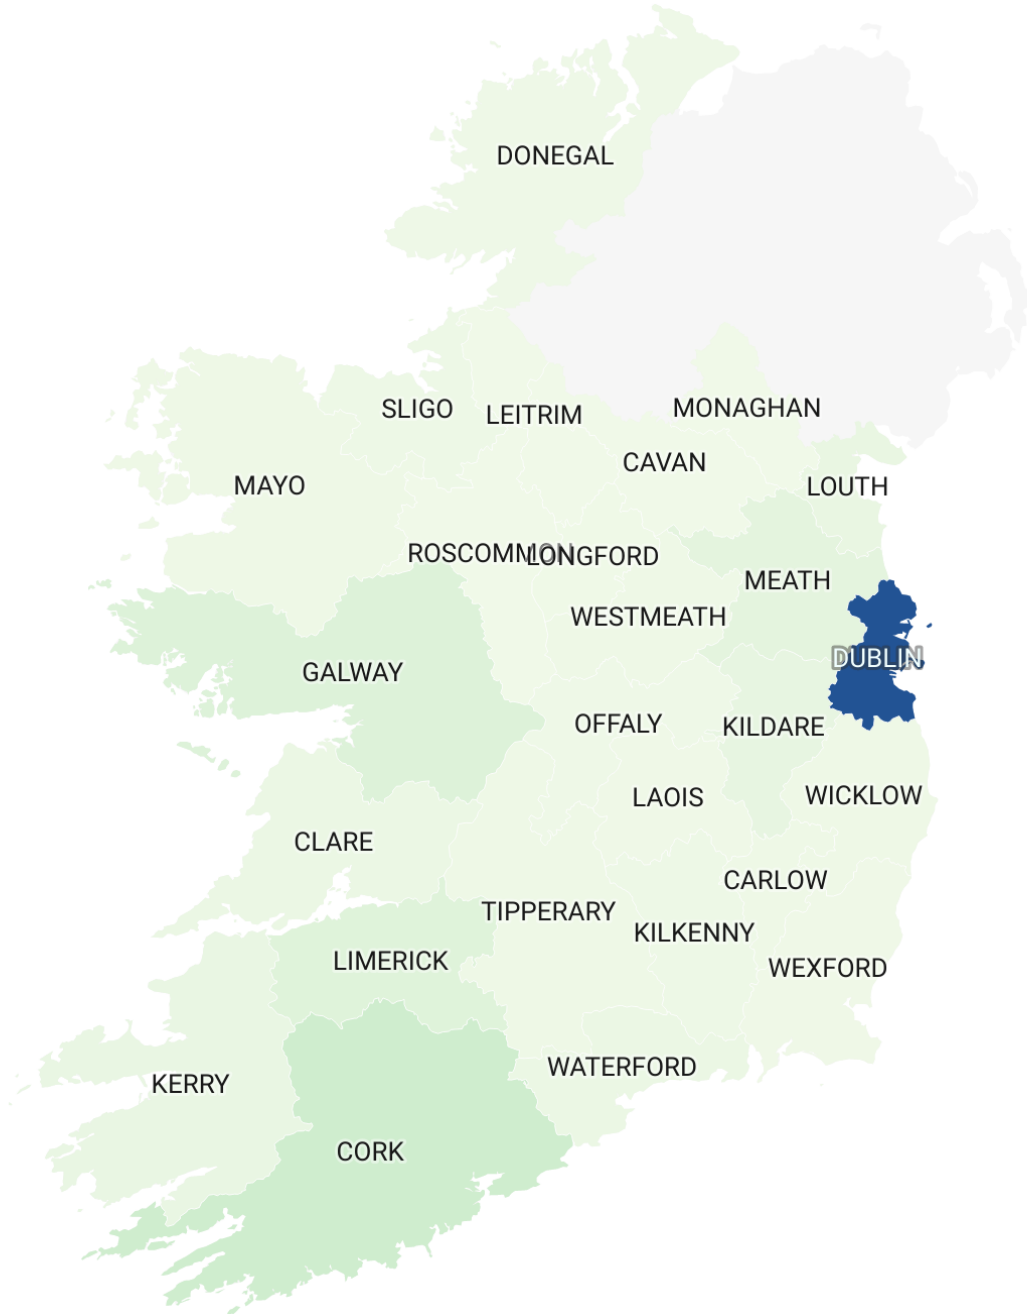 DONEGAL
MONAGHAN
SLIGO
LEITRIM
CAVAN
MAYO
LOUTH
ROSCOMMON
LONGFORD
MEATH
WESTMEATH
DUBLIN
GALWAY
OFFALY
KILDARE
LAOIS
WICKLOW
CLARE
CARLOW
TIPPERARY
KILKENNY
LIMERICK
WEXFORD
WATERFORD
KERRY
CORK